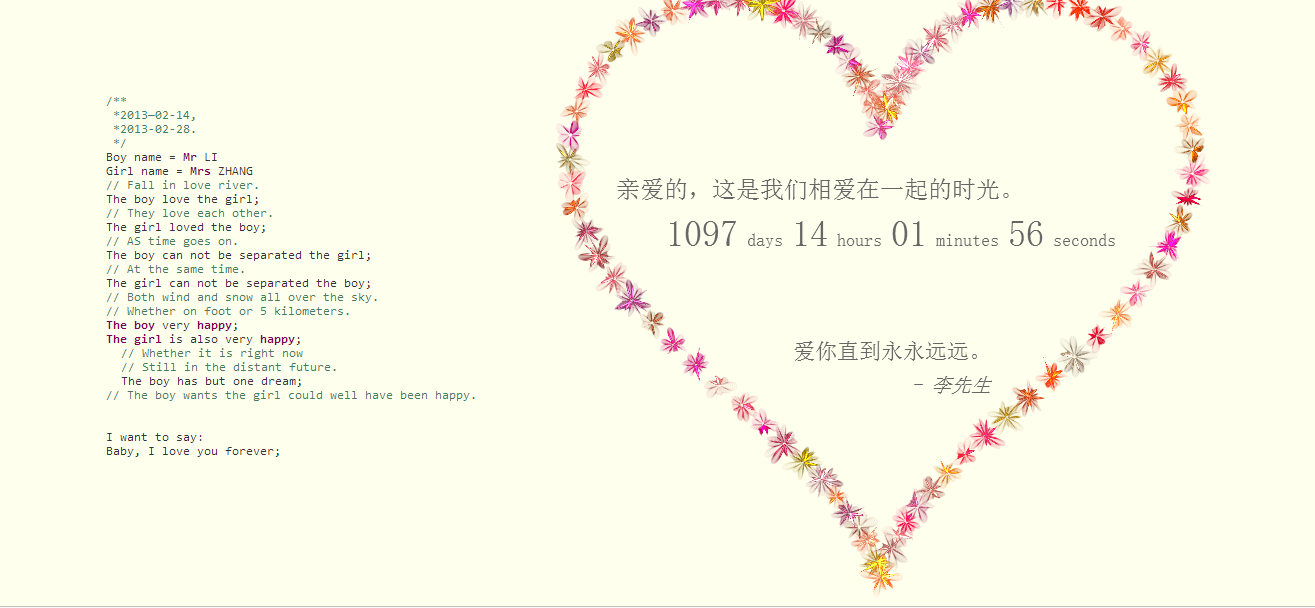 /**
*2013—02-14,
*2013-02-28.
*/
Boy name = Mr LI
Girl name = Mrs ZHANG
// Fall in love river.
The boy love the girl;
// They love each other.
The girl loved the boy;
// AS time goes on.
The boy can not be separated the girl;
// At the same time.
The girl can not be separated the boy;
// Both wind and snow all over the sky.
// Whether on foot or 5 kilometers.
The boy very happy;
The girl is also very happy;
// Whether it is right now
// Still in the distant future.
The boy has but one dream;
// The boy wants the girl could well have been happy.
I want to say:
Baby, I love you forever;
亲爱的，这是我们相爱在一起的时光。
1097 days 14 hours 01 minutes 56 seconds
爱你直到永永远远。
- 李先生